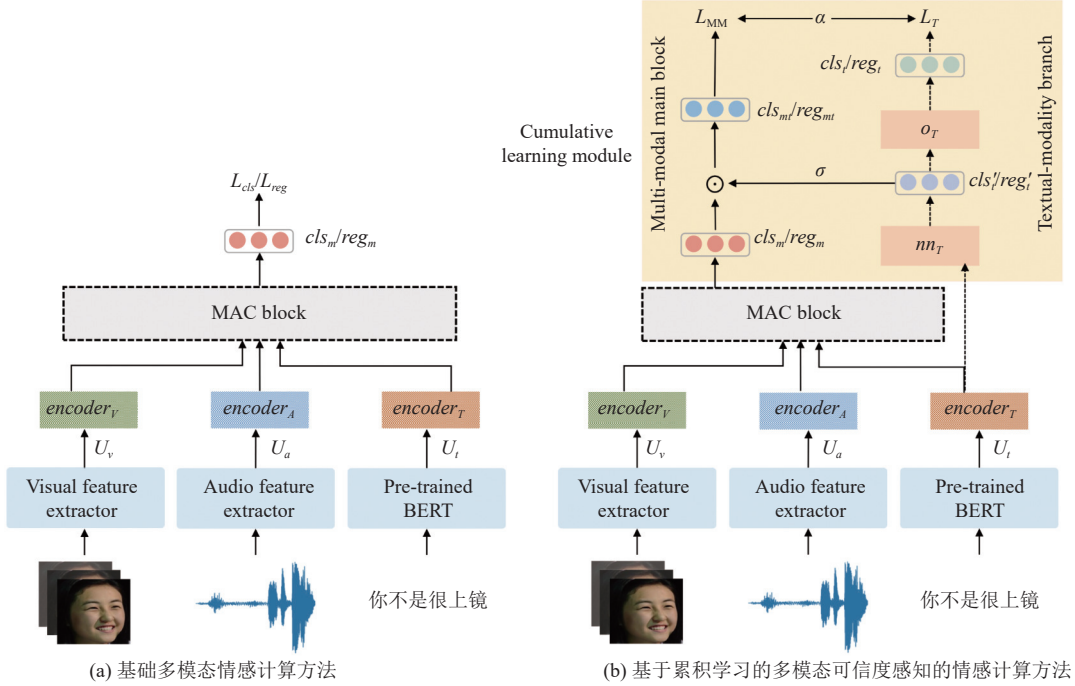 L_cls/L_reg
cls_m/reg_m
MAC block
encoder_V
encoder_A
encoder_T
U_v
U_a
U_t
Visual feature
extractor
Audio feature
extractor
Pre-trained
BERT
你不是很上镜
(a) 基础多模态情感计算方法
Cumulative
learning module
Multi-modal main block
Textual-modality branch
L_MM
α
L_T
cls_t/reg_t
cls_mt/reg_mt
o_T
σ
cls_t'/reg_t'
cls_m/reg_m
nn_T
MAC block
encoder_V
encoder_A
encoder_T
U_v
U_a
U_t
Visual feature
extractor
Audio feature
extractor
Pre-trained
BERT
你不是很上镜
(b) 基于累积学习的多模态可信度感知的情感计算方法